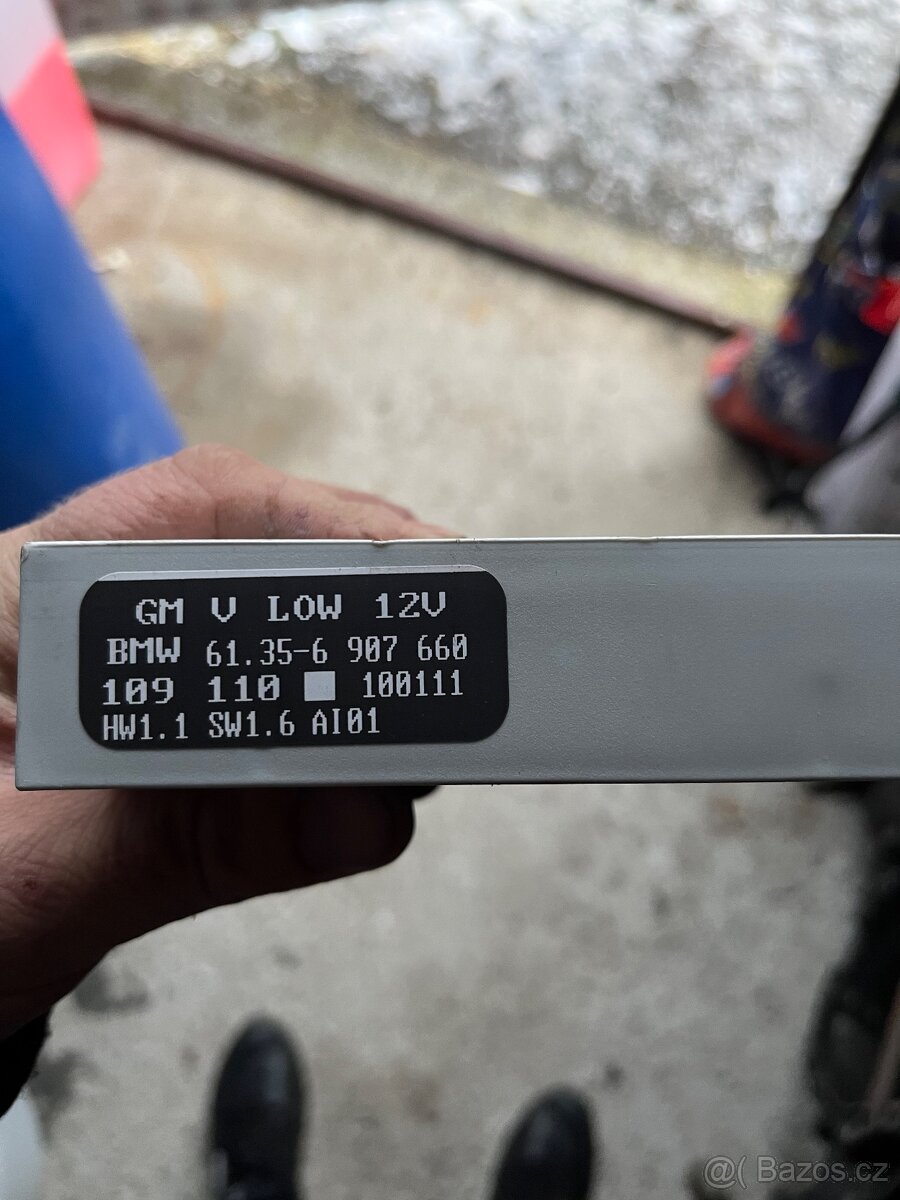 GM V LOW 12V
BMW 61.35-6 907 660
109 110 100111
HW1.1 SW1.6 AI01
@( Bazos.cz